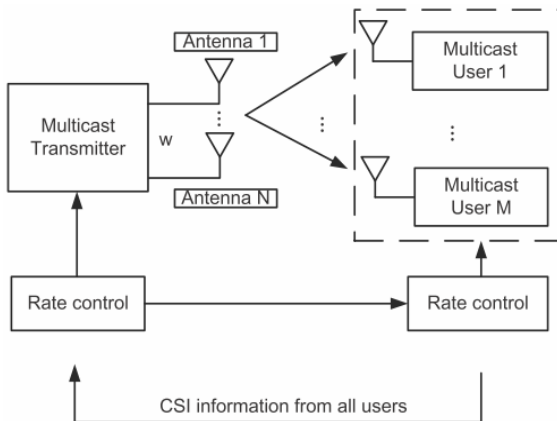 Antenna 1
Multicast
Transmitter
w
Antenna N
Multicast
User 1
Multicast
User M
Rate control
Rate control
CSI information from all users